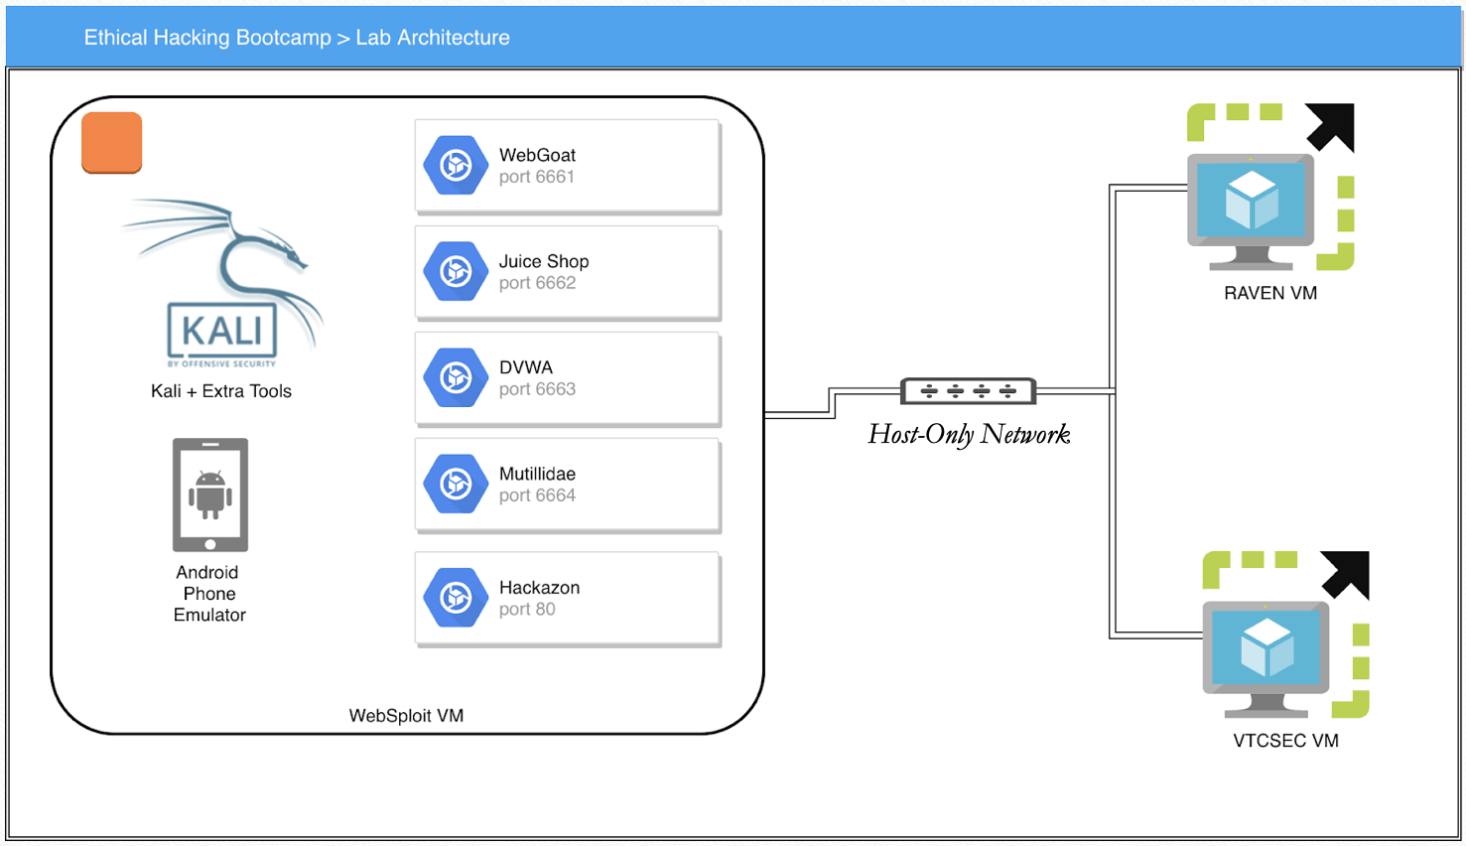 Ethical Hacking Bootcamp > Lab Architecture
WebGoat
port 6661
Juice Shop
port 6662
KALI
BY OFFENSIVE SECURITY
Kali + Extra Tools
DVWA
port 6663
Mutillidae
port 6664
Android
Phone
Emulator
Hackazon
port 80
WebSploit VM
Host-Only Network
RAVEN VM
VTCSEC VM